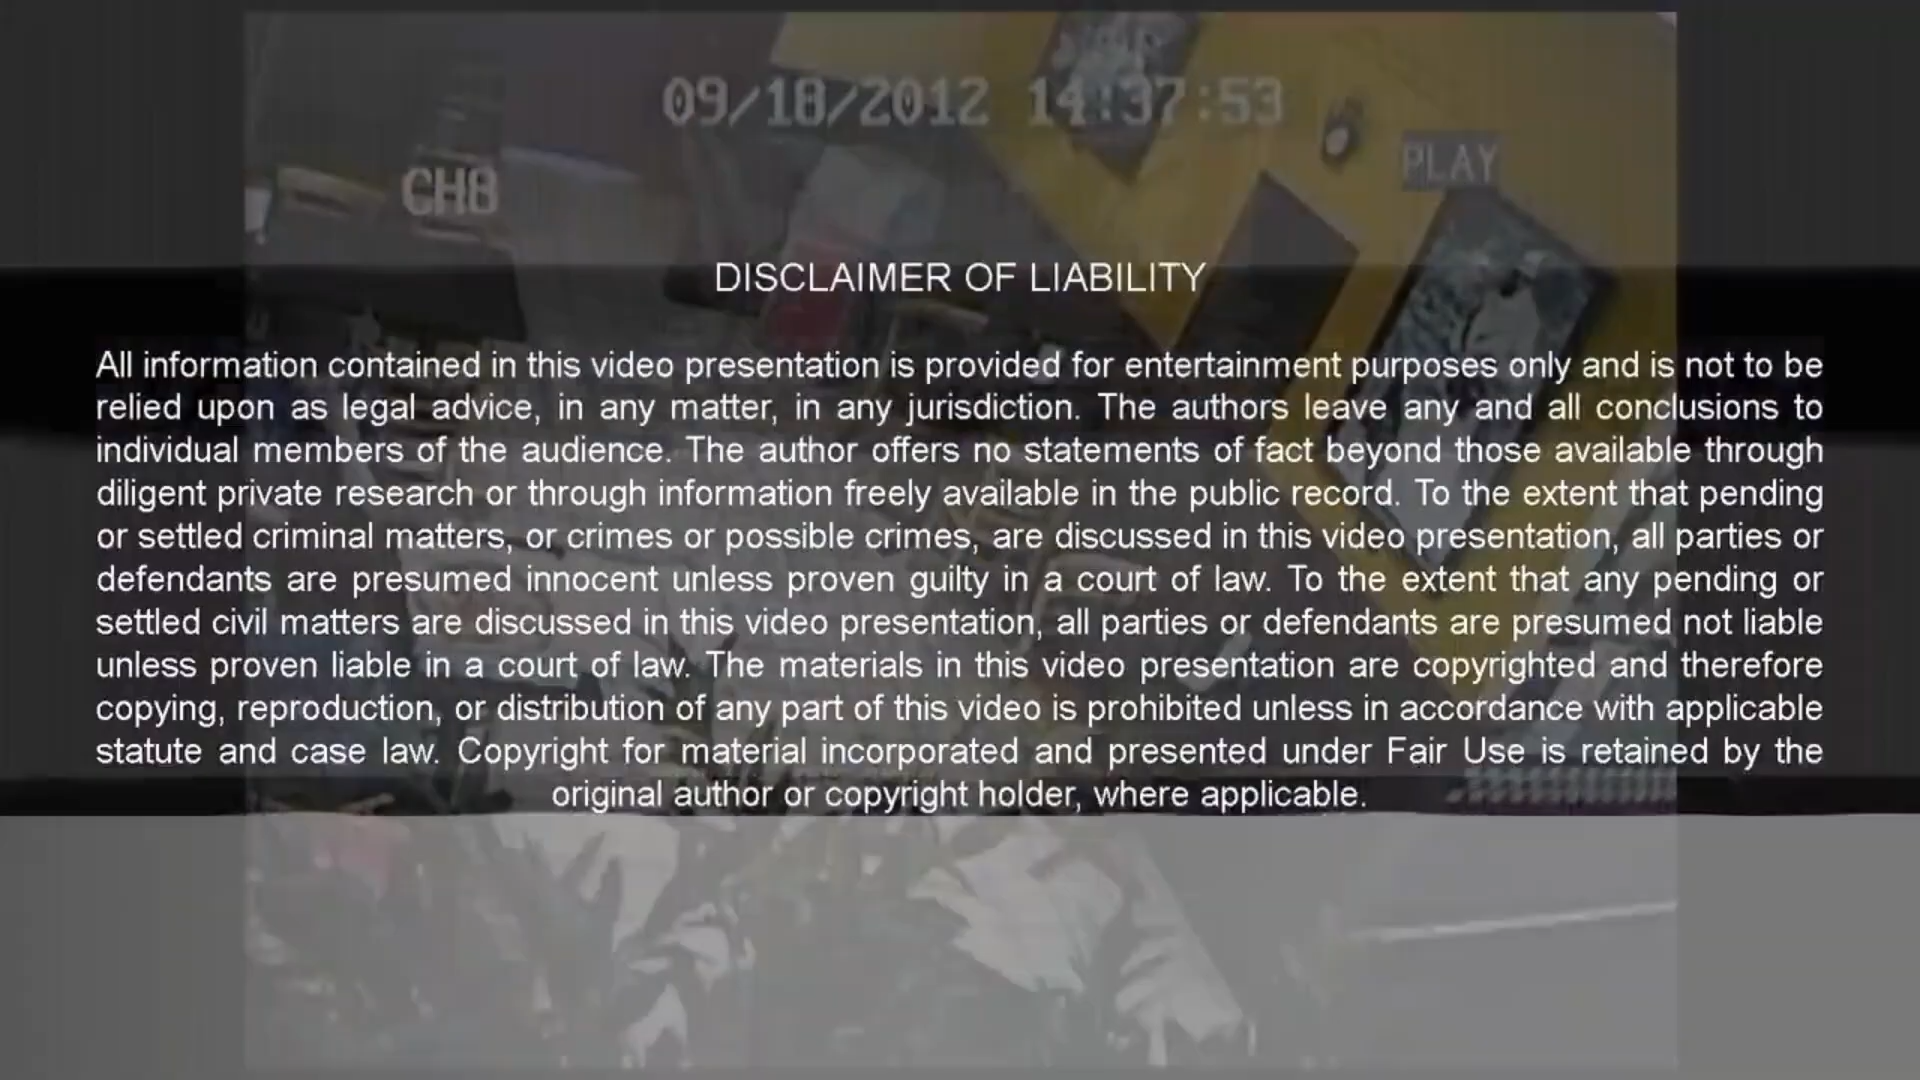 09/18/2012 14:37:53
PLAY
CH8
DISCLAIMER OF LIABILITY
All information contained in this video presentation is provided for entertainment purposes only and is not to be
relied upon as legal advice, in any matter, in any jurisdiction. The authors leave any and all conclusions to
individual members of the audience. The author offers no statements of fact beyond those available through
diligent private research or through information freely available in the public record. To the extent that pending
or settled criminal matters, or crimes or possible crimes, are discussed in this video presentation, all parties or
defendants are presumed innocent unless proven guilty in a court of law. To the extent that any pending or
settled civil matters are discussed in this video presentation, all parties or defendants are presumed not liable
unless proven liable in a court of law. The materials in this video presentation are copyrighted and therefore
copying, reproduction, or distribution of any part of this video is prohibited unless in accordance with applicable
statute and case law. Copyright for material incorporated and presented under Fair Use is retained by the
original author or copyright holder, where applicable.